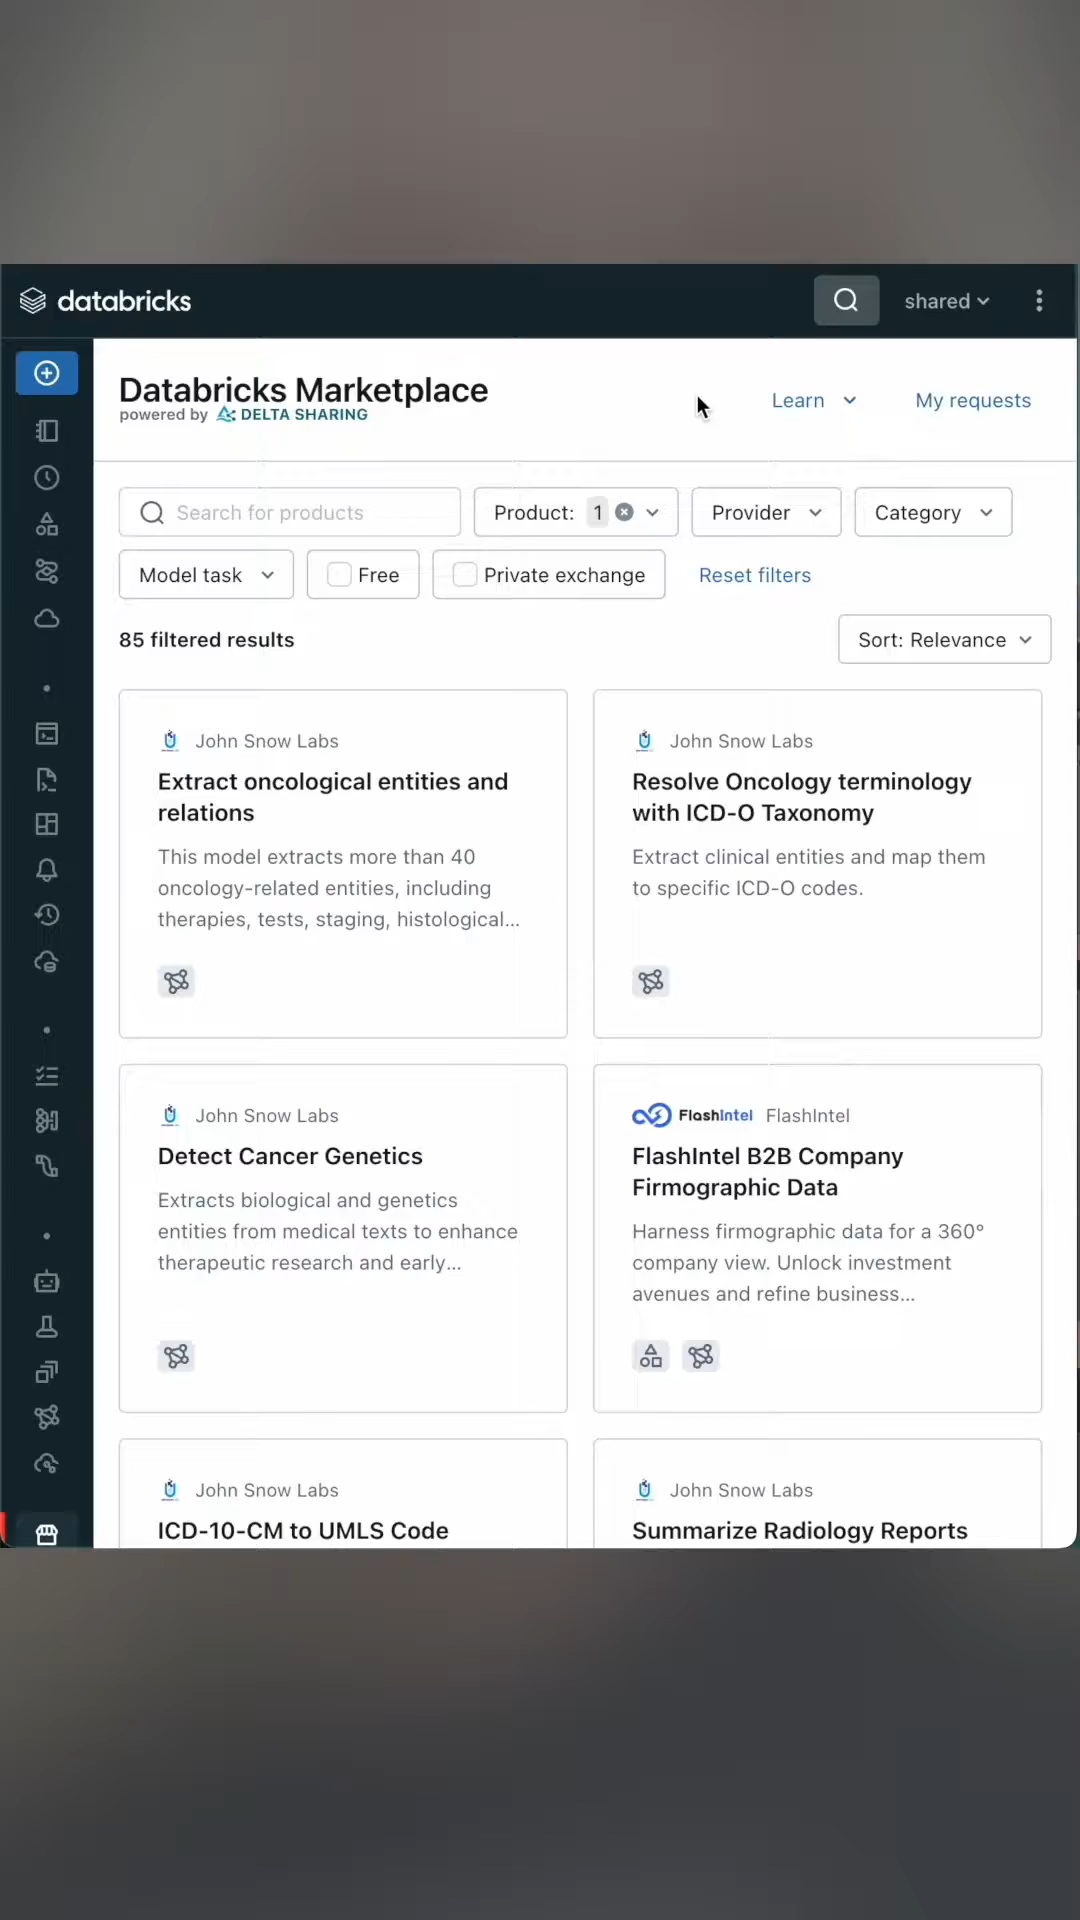 databricks
shared
Databricks Marketplace
powered by DELTA SHARING
Learn
My requests
Search for products
Product: 1
Provider
Category
Model task
Free
Private exchange
Reset filters
85 filtered results
Sort: Relevance
John Snow Labs
Extract oncological entities and
relations
This model extracts more than 40
oncology-related entities, including
therapies, tests, staging, histological...
John Snow Labs
Resolve Oncology terminology
with ICD-O Taxonomy
Extract clinical entities and map them
to specific ICD-O codes.
John Snow Labs
Detect Cancer Genetics
Extracts biological and genetics
entities from medical texts to enhance
therapeutic research and early...
FlashIntel FlashIntel
FlashIntel B2B Company
Firmographic Data
Harness firmographic data for a 360°
company view. Unlock investment
avenues and refine business...
John Snow Labs
ICD-10-CM to UMLS Code
John Snow Labs
Summarize Radiology Reports